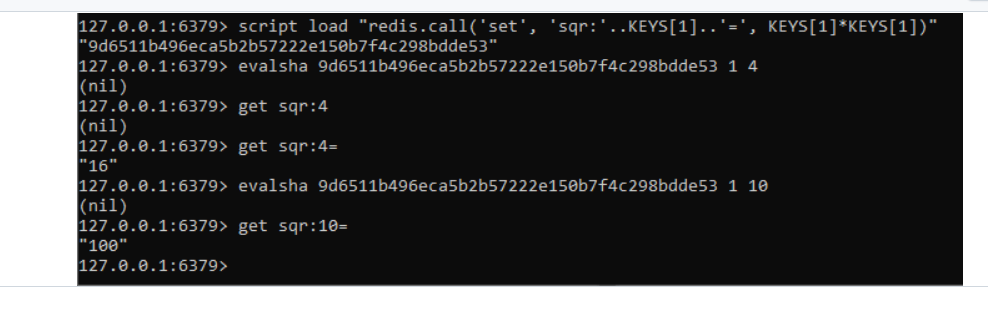 127.0.0.1:6379> script load "redis.call('set', 'sqr:'..KEYS[1]..'=', KEYS[1]*KEYS[1])"
"9d6511b496eca5b2b57222e150b7f4c298bdde53"
127.0.0.1:6379> evalsha 9d6511b496eca5b2b57222e150b7f4c298bdde53 1 4
(nil)
127.0.0.1:6379> get sqr:4
(nil)
127.0.0.1:6379> get sqr:4=
"16"
127.0.0.1:6379> evalsha 9d6511b496eca5b2b57222e150b7f4c298bdde53 1 10
(nil)
127.0.0.1:6379> get sqr:10=
"100"
127.0.0.1:6379>